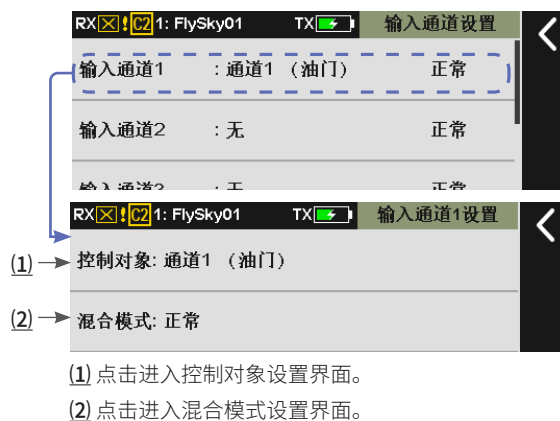 RX C2 1: FlySky01 TX 输入通道设置
输入通道1 : 通道1 （油门） 正常
输入通道2 : 无 正常
RX C2 1: FlySky01 TX 输入通道1设置
(1) 控制对象: 通道1 （油门）
(2) 混合模式: 正常
(1) 点击进入控制对象设置界面。
(2) 点击进入混合模式设置界面。